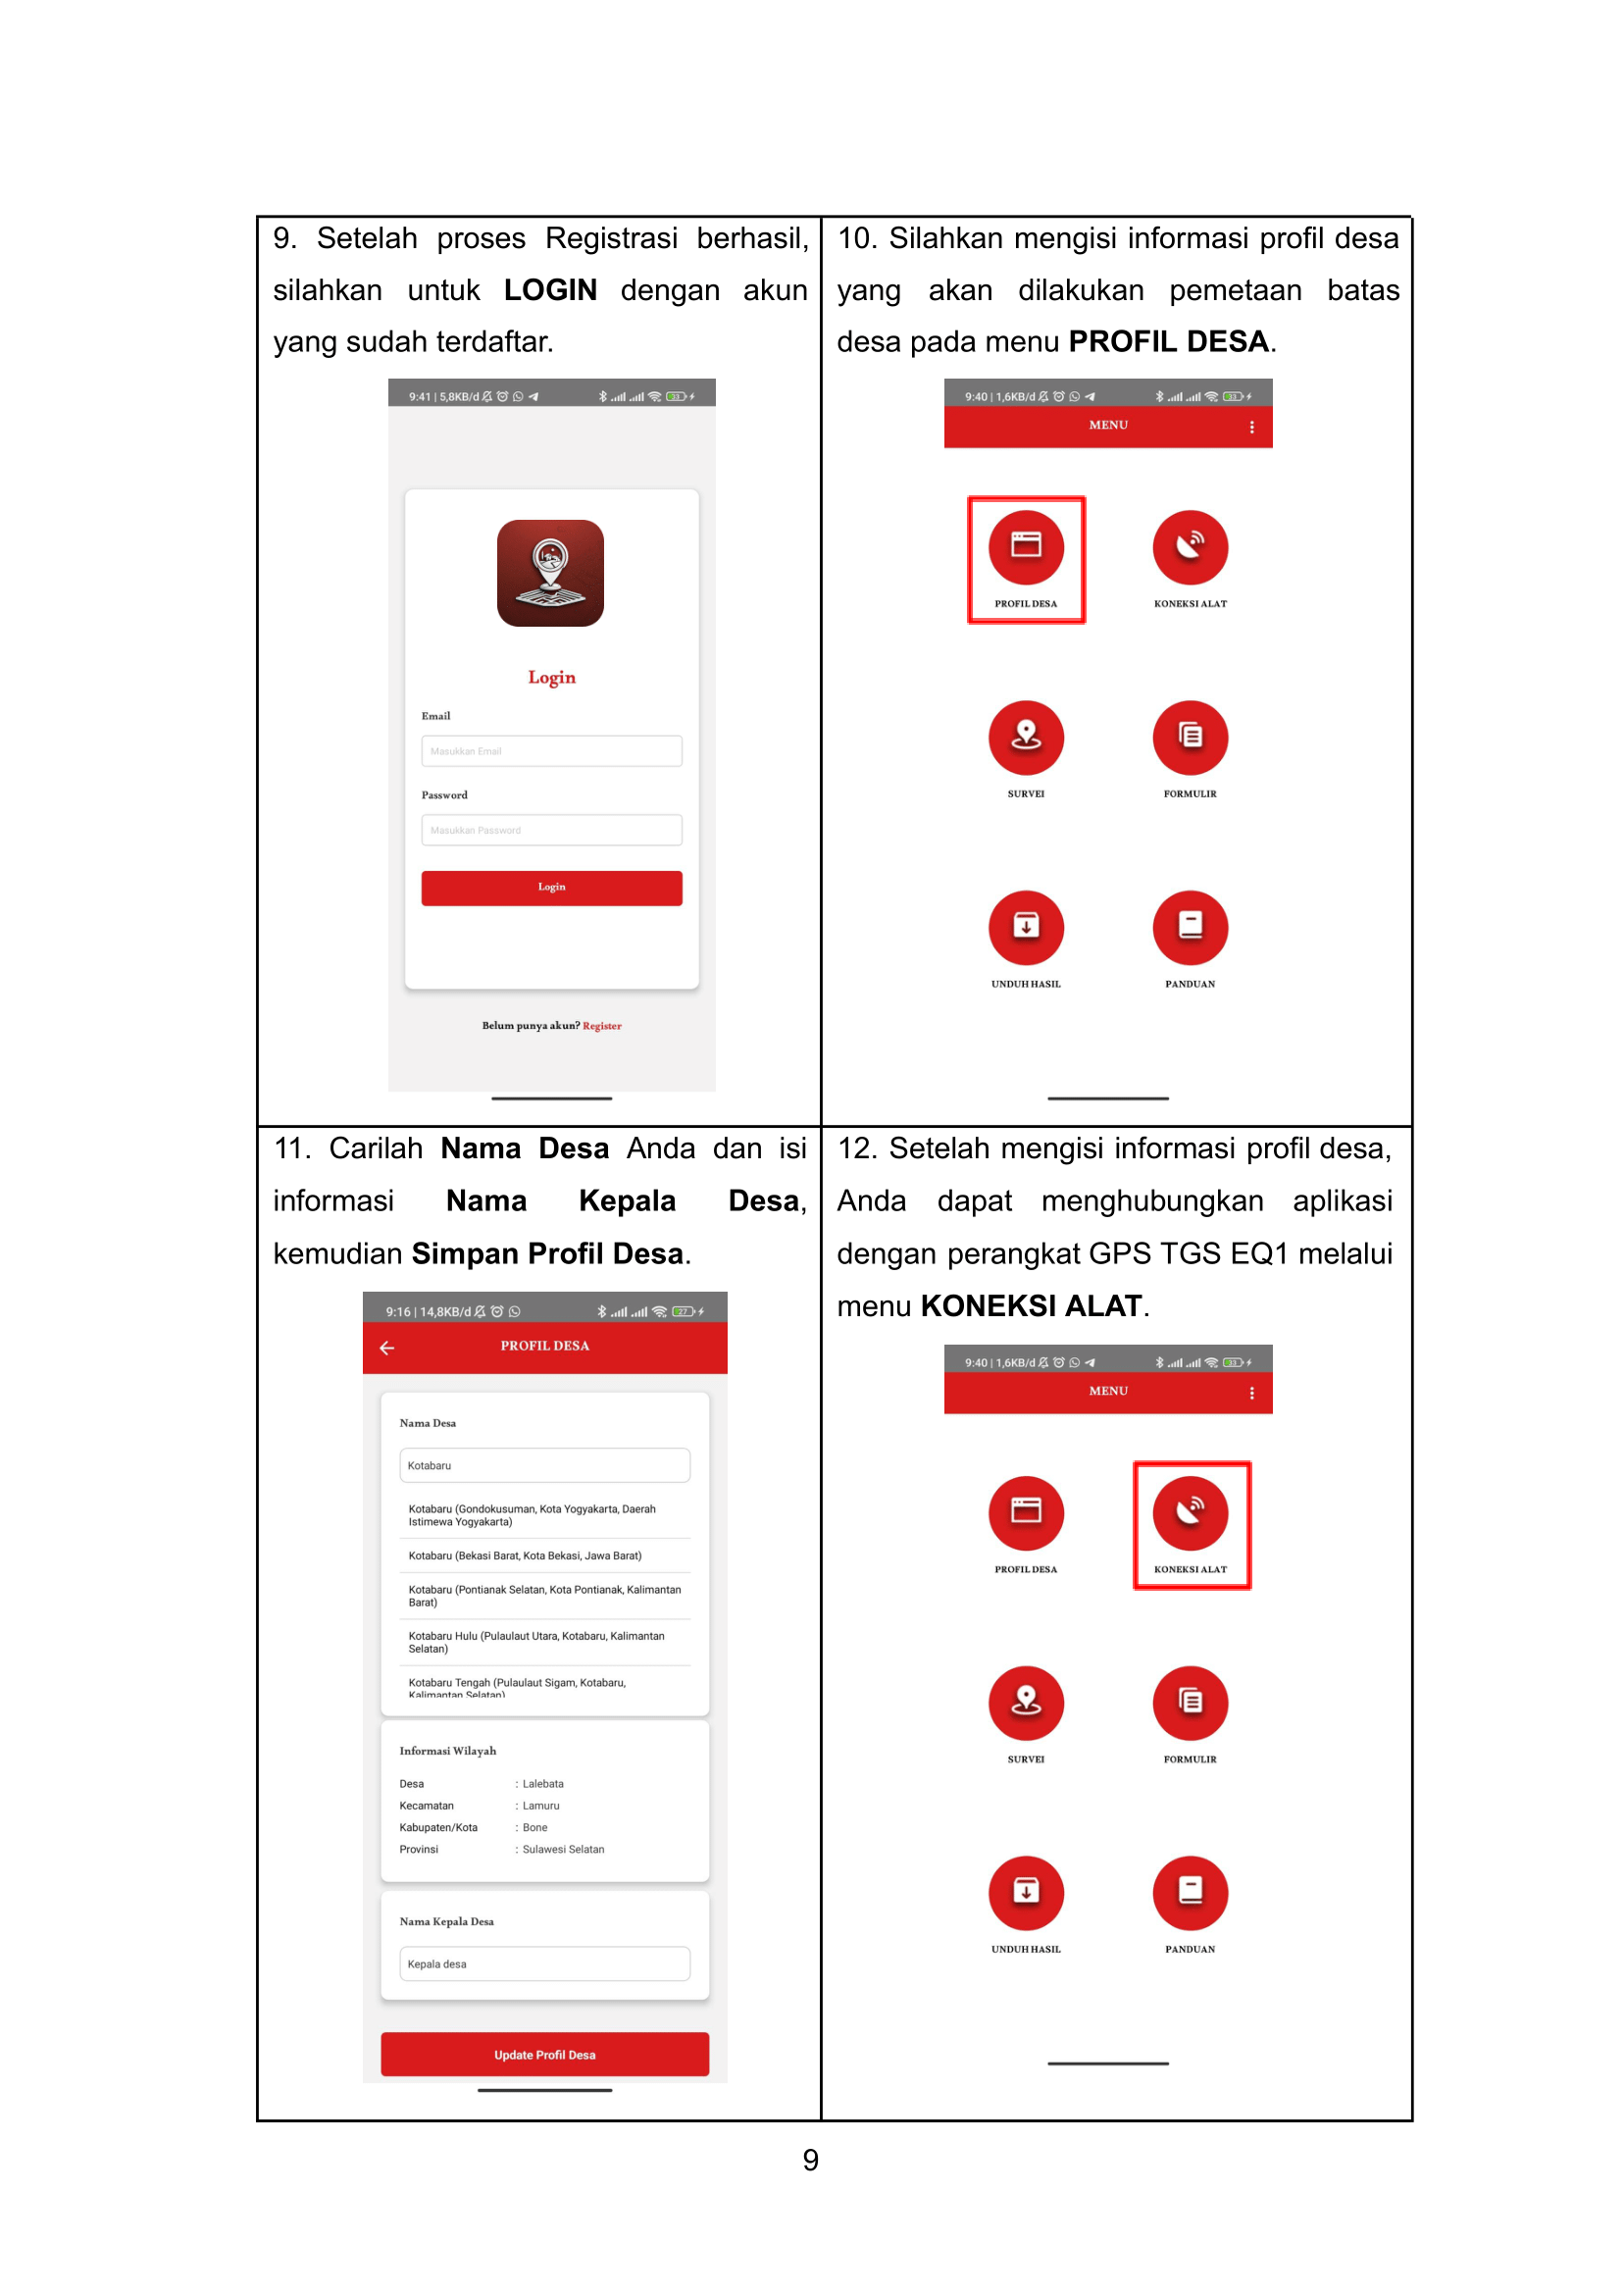 9. Setelah proses Registrasi berhasil,
silahkan untuk LOGIN dengan akun
yang sudah terdaftar.
9:41 | 5,8KB/d
33
Login
Email
Masukkan Email
Password
Masukkan Password
Login
Belum punya akun? Register
10. Silahkan mengisi informasi profil desa
yang akan dilakukan pemetaan batas
desa pada menu PROFIL DESA.
9:40 | 1,6KB/d
33
MENU
PROFIL DESA
KONEKSI ALAT
SURVEI
FORMULIR
UNDUH HASIL
PANDUAN
11. Carilah Nama Desa Anda dan isi
informasi Nama Kepala Desa,
kemudian Simpan Profil Desa.
9:16 | 14,8KB/d
27
PROFIL DESA
Nama Desa
Kotabaru
Kotabaru (Gondokusuman, Kota Yogyakarta, Daerah
Istimewa Yogyakarta)
Kotabaru (Bekasi Barat, Kota Bekasi, Jawa Barat)
Kotabaru (Pontianak Selatan, Kota Pontianak, Kalimantan
Barat)
Kotabaru Hulu (Pulaulaut Utara, Kotabaru, Kalimantan
Selatan)
Kotabaru Tengah (Pulaulaut Sigam, Kotabaru,
Kalimantan Selatan)
Informasi Wilayah
Desa : Lalebata
Kecamatan : Lamuru
Kabupaten/Kota : Bone
Provinsi : Sulawesi Selatan
Nama Kepala Desa
Kepala desa
Update Profil Desa
12. Setelah mengisi informasi profil desa,
Anda dapat menghubungkan aplikasi
dengan perangkat GPS TGS EQ1 melalui
menu KONEKSI ALAT.
9:40 | 1,6KB/d
33
MENU
PROFIL DESA
KONEKSI ALAT
SURVEI
FORMULIR
UNDUH HASIL
PANDUAN
9